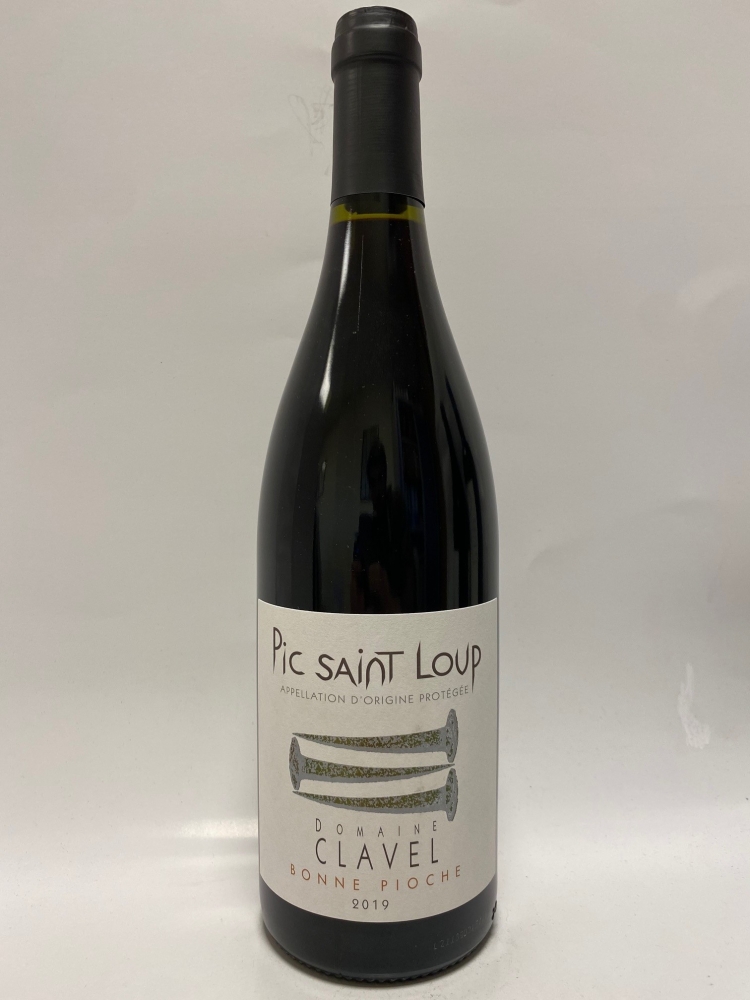 Pic SAinT Loup
APPELLATION D'ORIGINE PROTÉGÉE
DOMAINE
CLAVEL
BONNE PIOCHE
2019